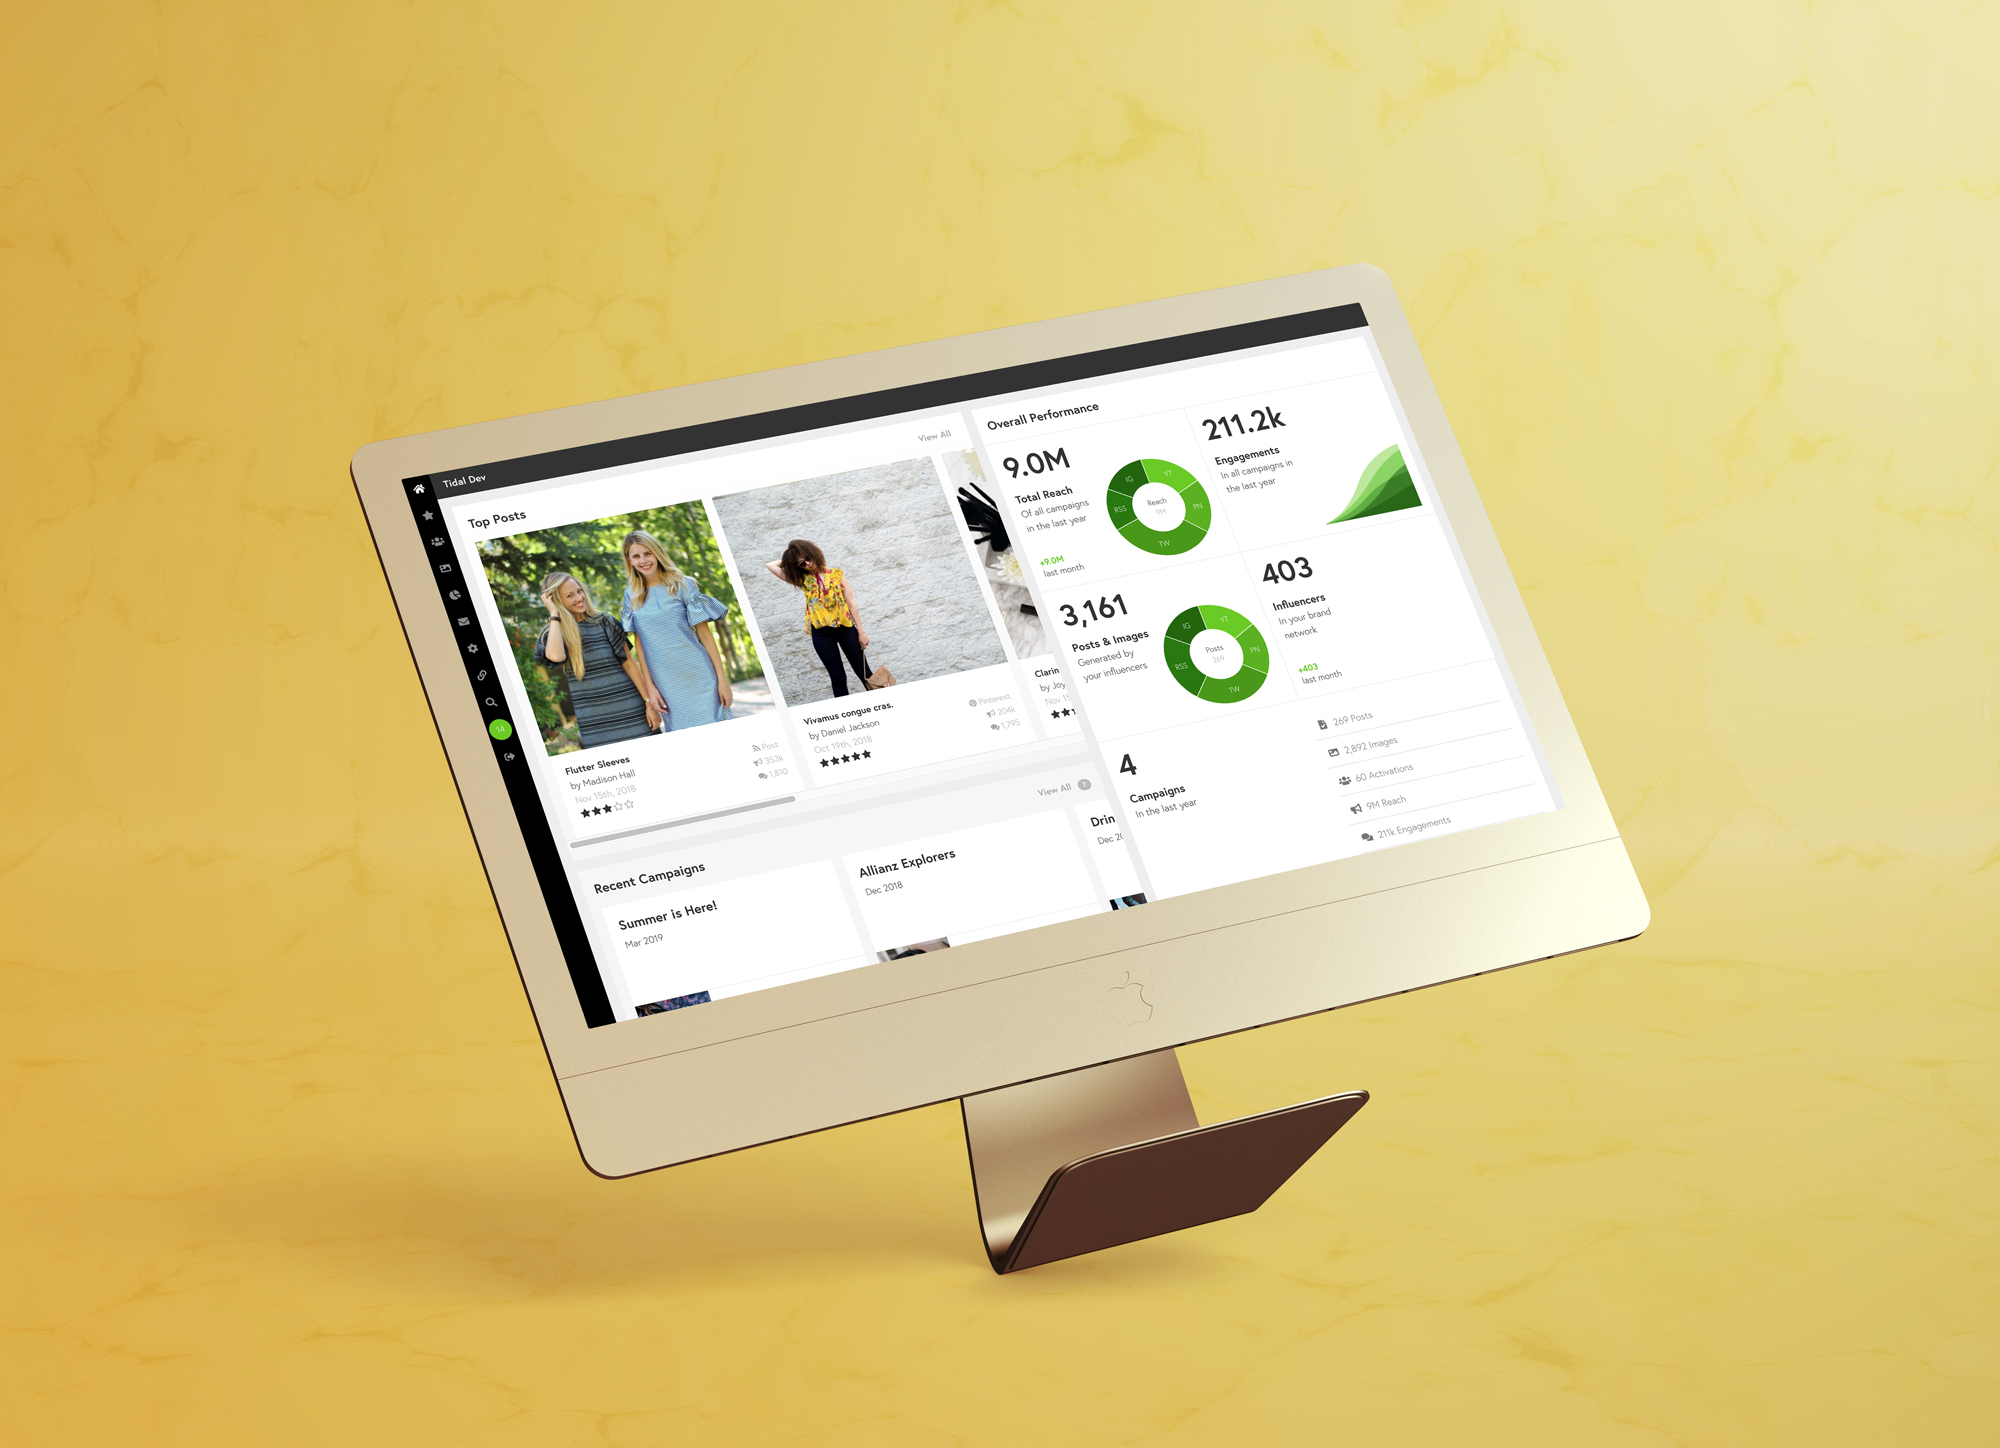 Tidal Dev
14
Top Posts
View All
Flutter Sleeves
by Madison Hall
Nov 15th, 2018
Post
353k
1,810
Vivamus congue cras.
by Daniel Jackson
Oct 19th, 2018
Pinterest
204k
1,795
Clarin
by Joy
Nov 15
Recent Campaigns
View All 7
Summer is Here!
Mar 2019
Allianz Explorers
Dec 2018
Drin
Dec 20
Overall Performance
9.0M
Total Reach
Of all campaigns
in the last year
+9.0M
last month
IG
YT
RSS
PN
TW
Reach
9M
211.2k
Engagements
In all campaigns in
the last year
3,161
Posts & Images
Generated by
your influencers
IG
YT
RSS
PN
TW
Posts
269
403
Influencers
In your brand
network
+403
last month
4
Campaigns
In the last year
269 Posts
2,892 Images
60 Activations
9M Reach
211k Engagements